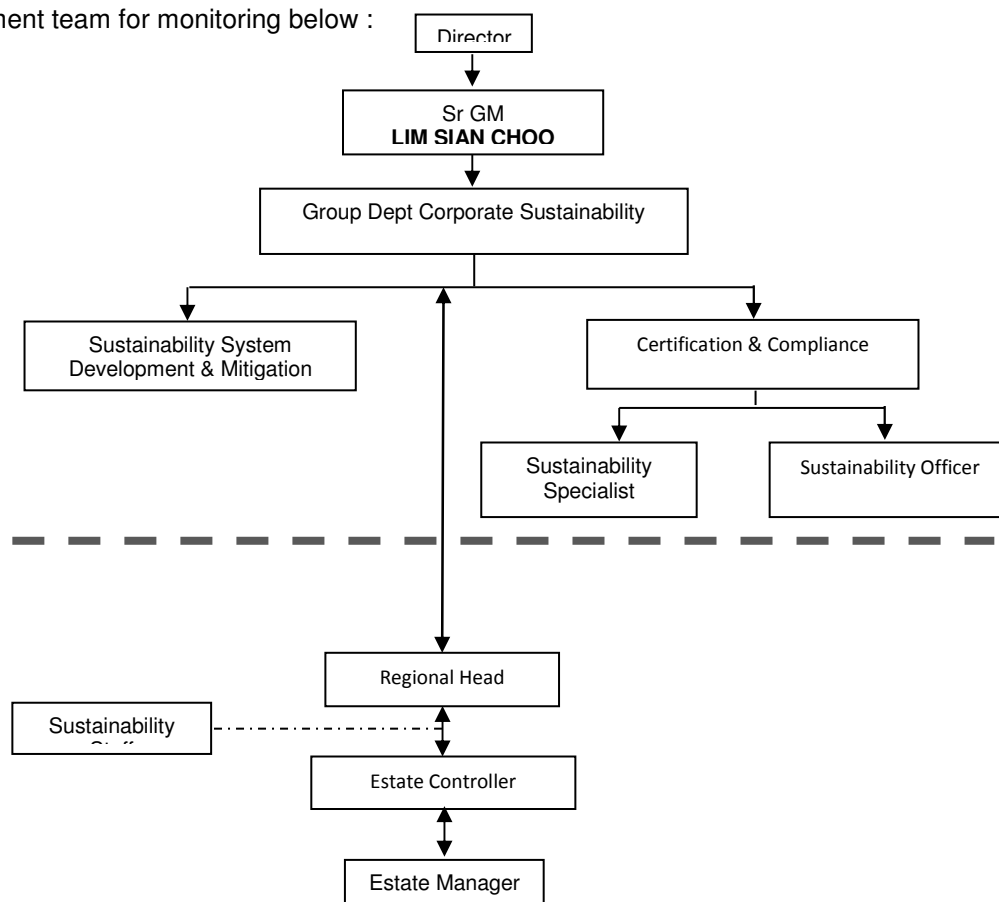 ment team for monitoring below :
Director
Sr GM
LIM SIAN CHOO
Group Dept Corporate Sustainability
Sustainability System
Development & Mitigation
Certification & Compliance
Sustainability
Specialist
Sustainability Officer
Regional Head
Sustainability
Estate Controller
Estate Manager